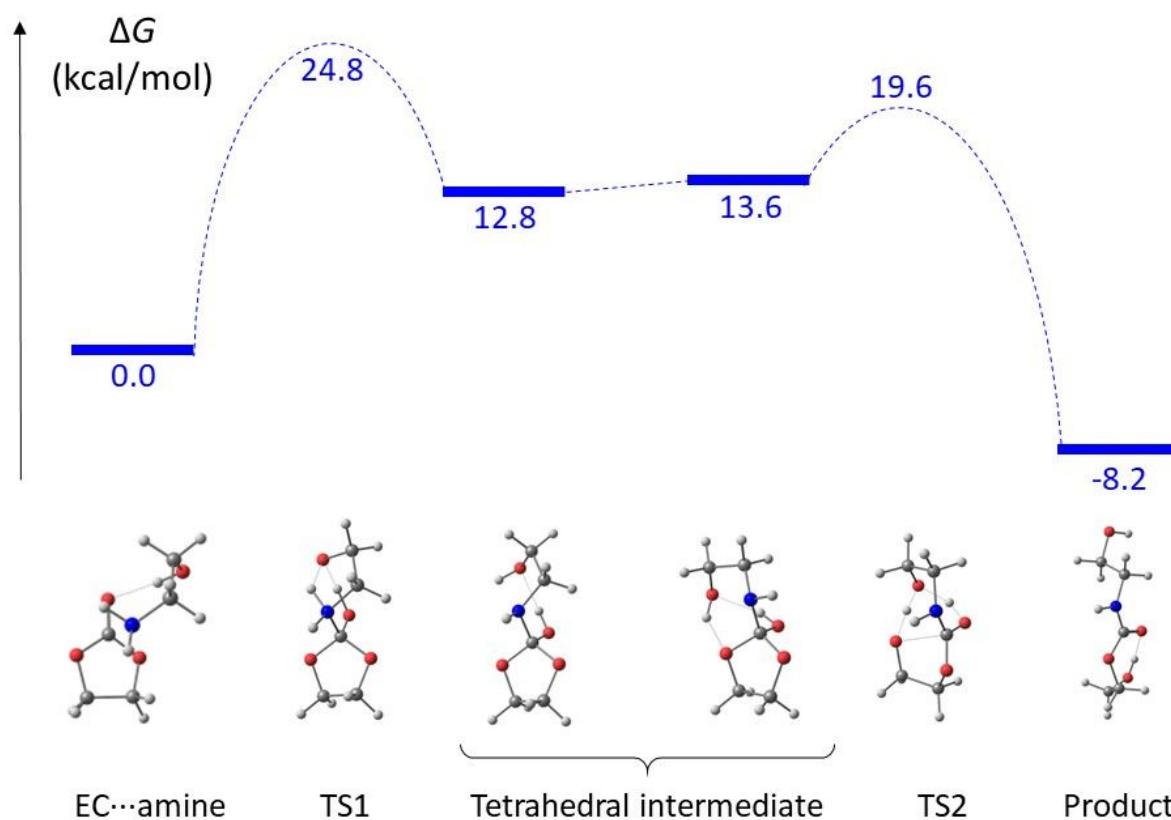 ΔG
(kcal/mol)
24.8
19.6
12.8
13.6
0.0
-8.2
EC···amine
TS1
Tetrahedral intermediate
TS2
Product